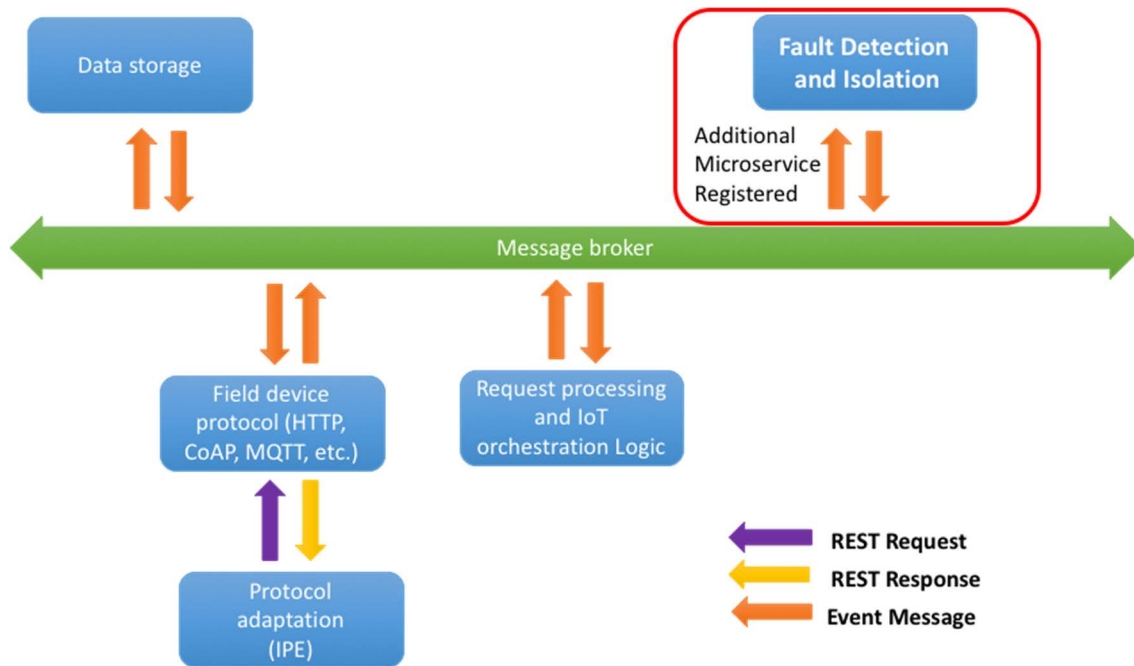 Data storage
Fault Detection
and Isolation
Additional
Microservice
Registered
Message broker
Field device
protocol (HTTP,
CoAP, MQTT, etc.)
Request processing
and IoT
orchestration Logic
Protocol
adaptation
(IPE)
REST Request
REST Response
Event Message